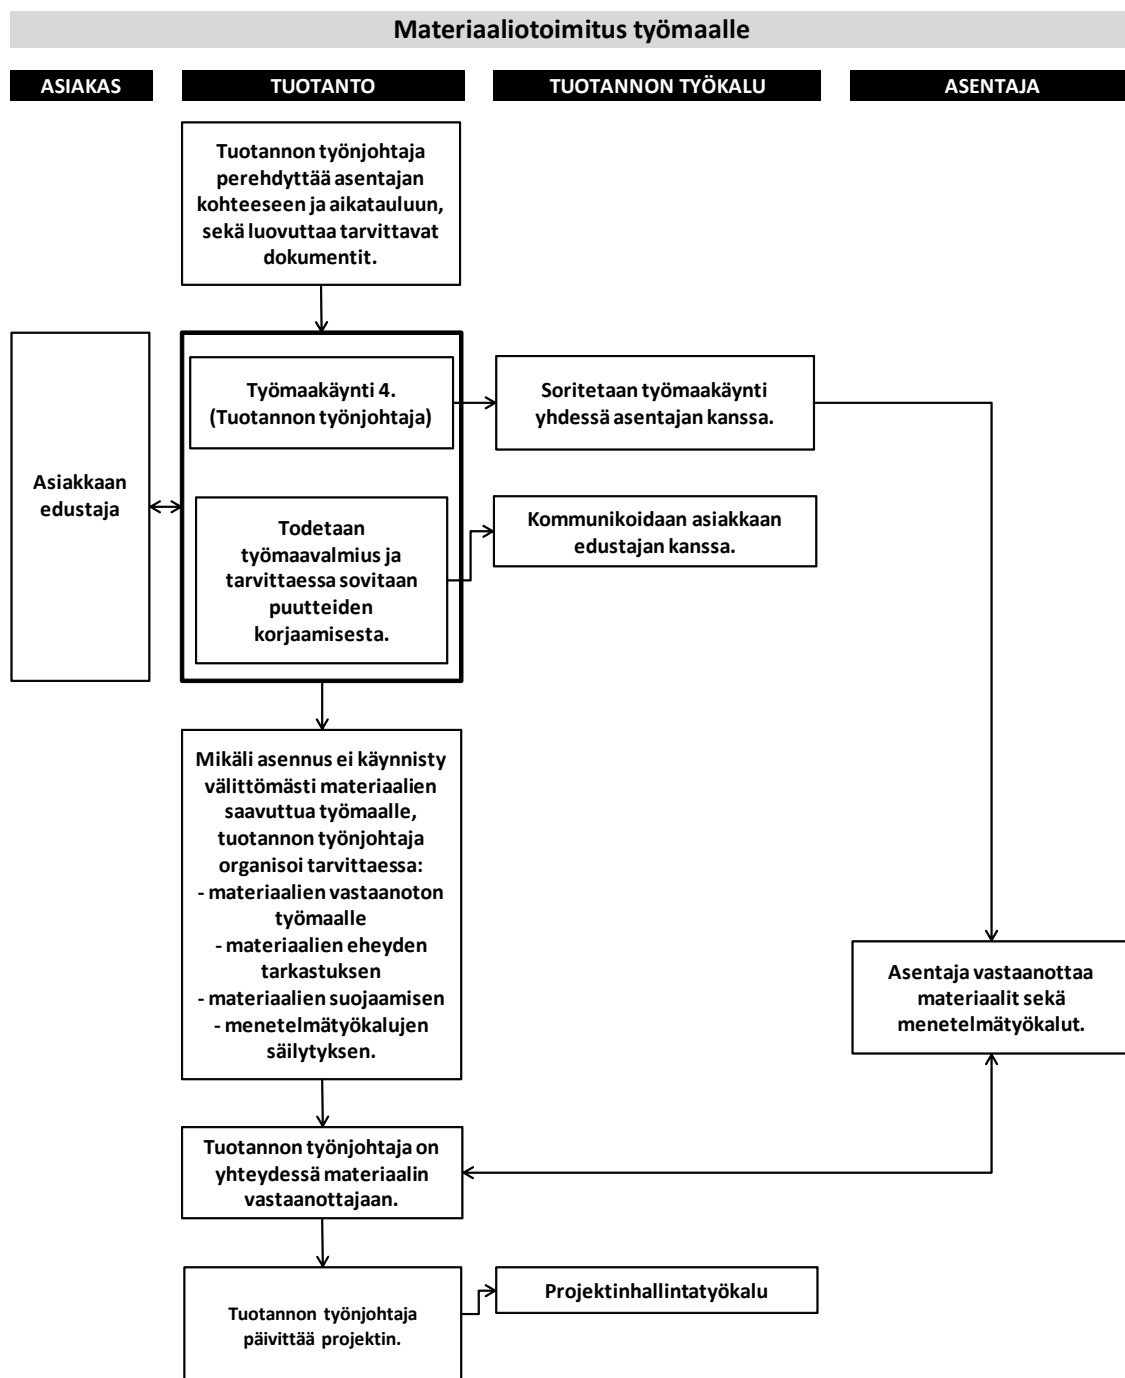 Materiaaliotoimitus työmaalle
ASIAKAS
TUOTANTO
TUOTANNON TYÖKALU
ASENTAJA
Tuotannon työnjohtaja
perehdyttää asentajan
kohteeseen ja aikatauluun,
sekä luovuttaa tarvittavat
dokumentit.
Asiakkaan
edustaja
Työmaakäynti 4.
(Tuotannon työnjohtaja)
Soritetaan työmaakäynti
yhdessä asentajan kanssa.
Todetaan
työmaavalmius ja
tarvittaessa sovitaan
puutteiden
korjaamisesta.
Kommunikoidaan asiakkaan
edustajan kanssa.
Mikäli asennus ei käynnisty
välittömästi materiaalien
saavuttua työmaalle,
tuotannon työnjohtaja
organisoi tarvittaessa:
- materiaalien vastaanoton
työmaalle
- materiaalien eheyden
tarkastuksen
- materiaalien suojaamisen
- menetelmätyökalujen
säilytyksen.
Asentaja vastaanottaa
materiaalit sekä
menetelmätyökalut.
Tuotannon työnjohtaja on
yhteydessä materiaalin
vastaanottajaan.
Tuotannon työnjohtaja
päivittää projektin.
Projektinhallintatyökalu